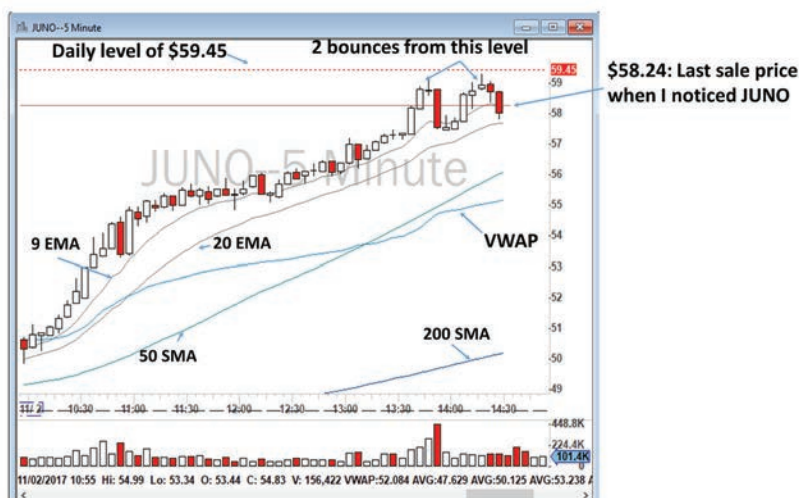 JUNO--5 Minute
Daily level of $59.45
2 bounces from this level
59.45
59
$58.24: Last sale price
when I noticed JUNO
58
57
JUNO--5 Minute
56
55
54
9 EMA
20 EMA
VWAP
53
52
51
50 SMA
200 SMA
50
49
11/ 2
10:30
11:00
11:30
12:00
12:30
13:00
13:30
14:00
14:30
448.8K
224.4K
101.4K
0
11/02/2017 10:55 Hi: 54.99 Lo: 53.34 O: 53.44 C: 54.83 V: 156,422 VWAP:52.084 AVG:47.629 AVG:50.125 AVG:53.238 A